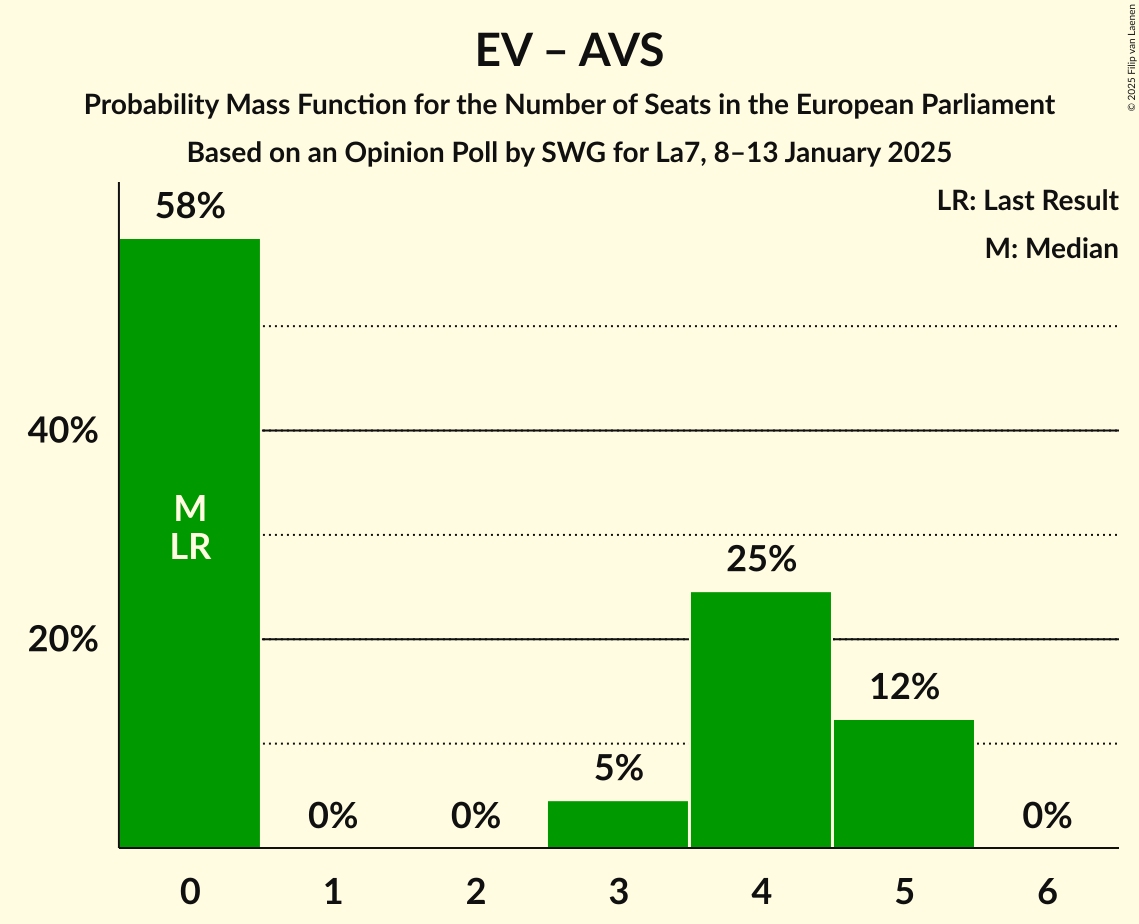 EV – AVS
Probability Mass Function for the Number of Seats in the European Parliament
Based on an Opinion Poll by SWG for La7, 8–13 January 2025
© 2025 Filip van Laenen
LR: Last Result
M: Median
58%
40%
M
LR
25%
20%
12%
5%
0%
0%
0%
0
1
2
3
4
5
6